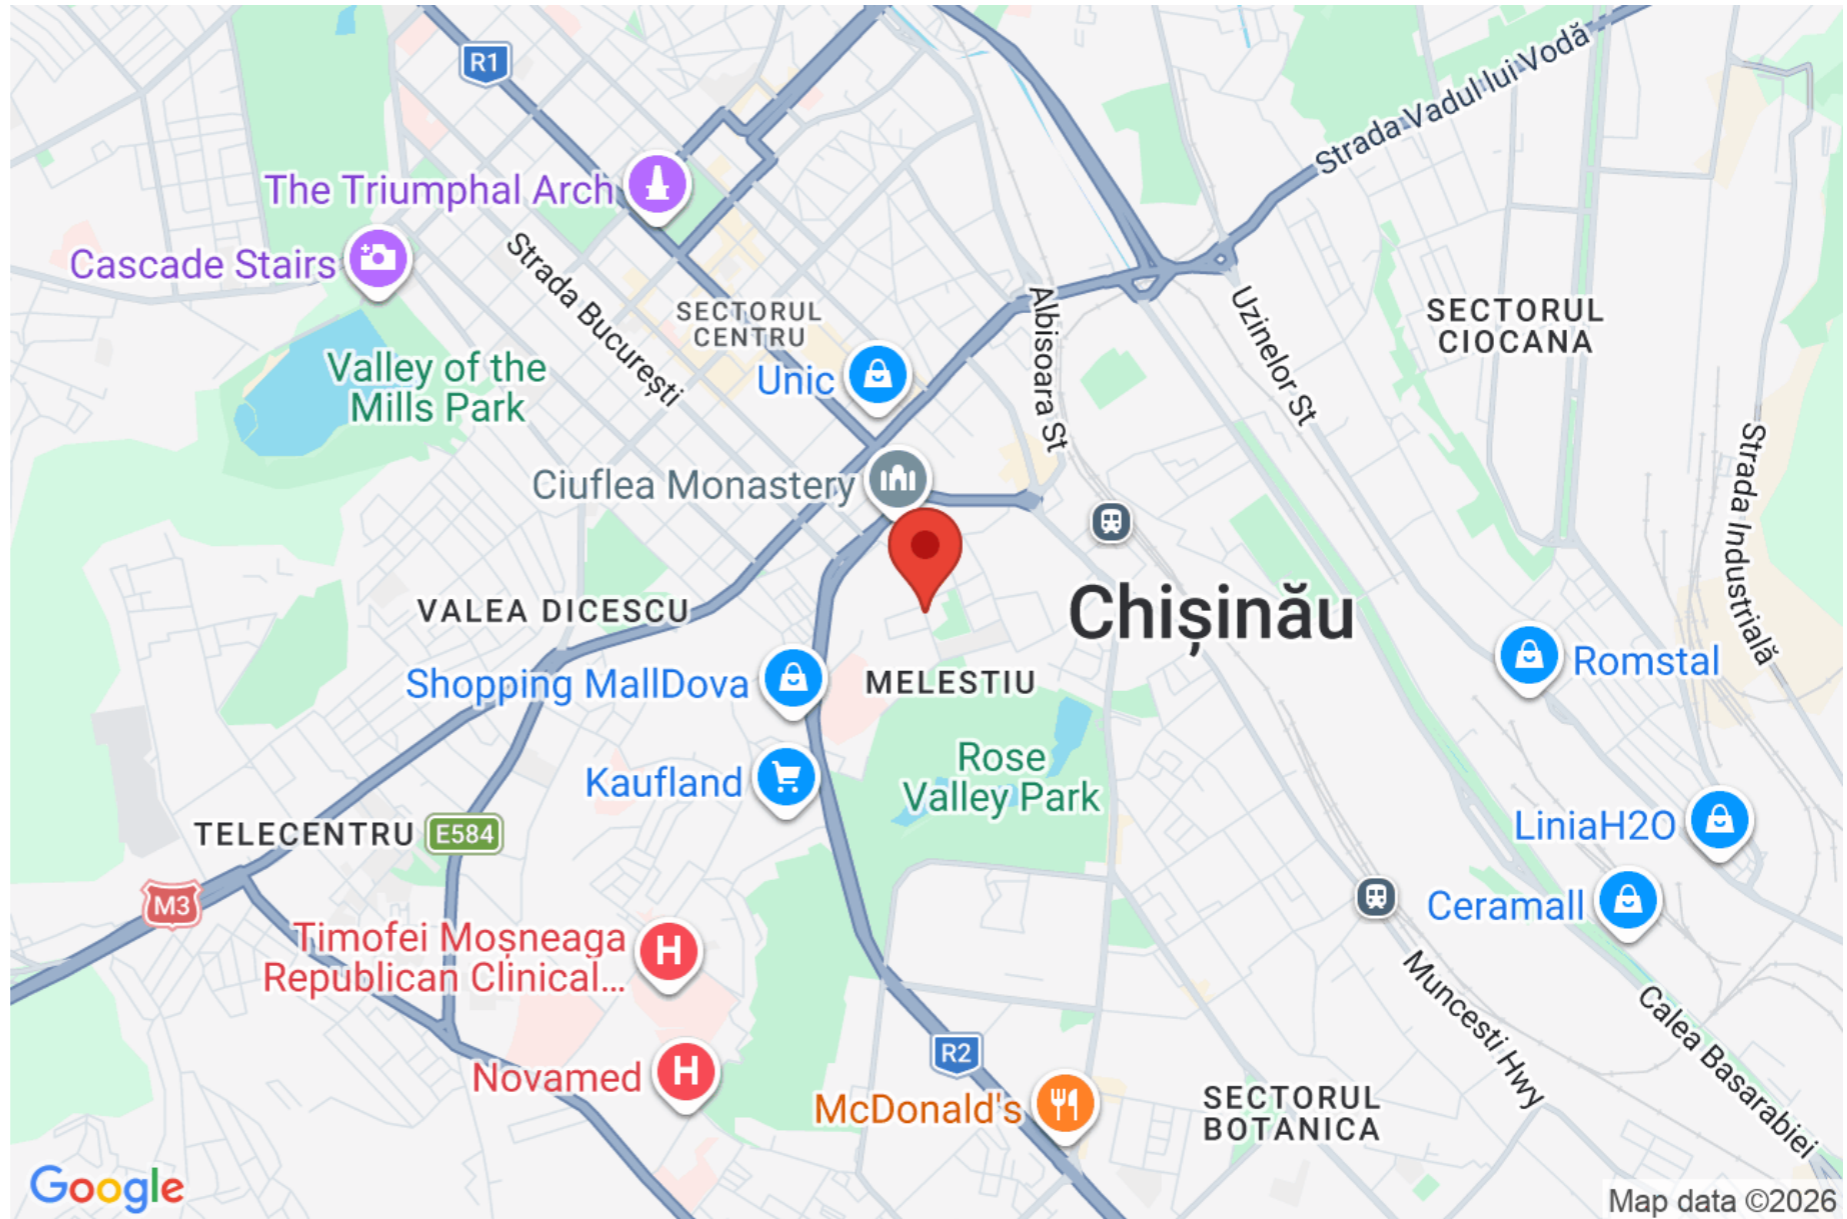 R1
Strada Vadul lui Vodă
The Triumphal Arch
Cascade Stairs
Strada București
SECTORUL
CENTRU
Albisoara St
Uzinelor St
SECTORUL
CIOCANA
Valley of the
Mills Park
Unic
Ciuflea Monastery
Strada Industrială
Chișinău
VALEA DICESCU
Shopping MallDova
MELESTIU
Romstal
Rose
Valley Park
Kaufland
TELECENTRU
E584
LiniaH2O
M3
Ceramall
Timofei Moșneaga
Republican Clinical...
H
Muncesti Hwy
Calea Basarabiei
R2
Novamed
H
McDonald's
SECTORUL
BOTANICA
Google
Map data ©2026